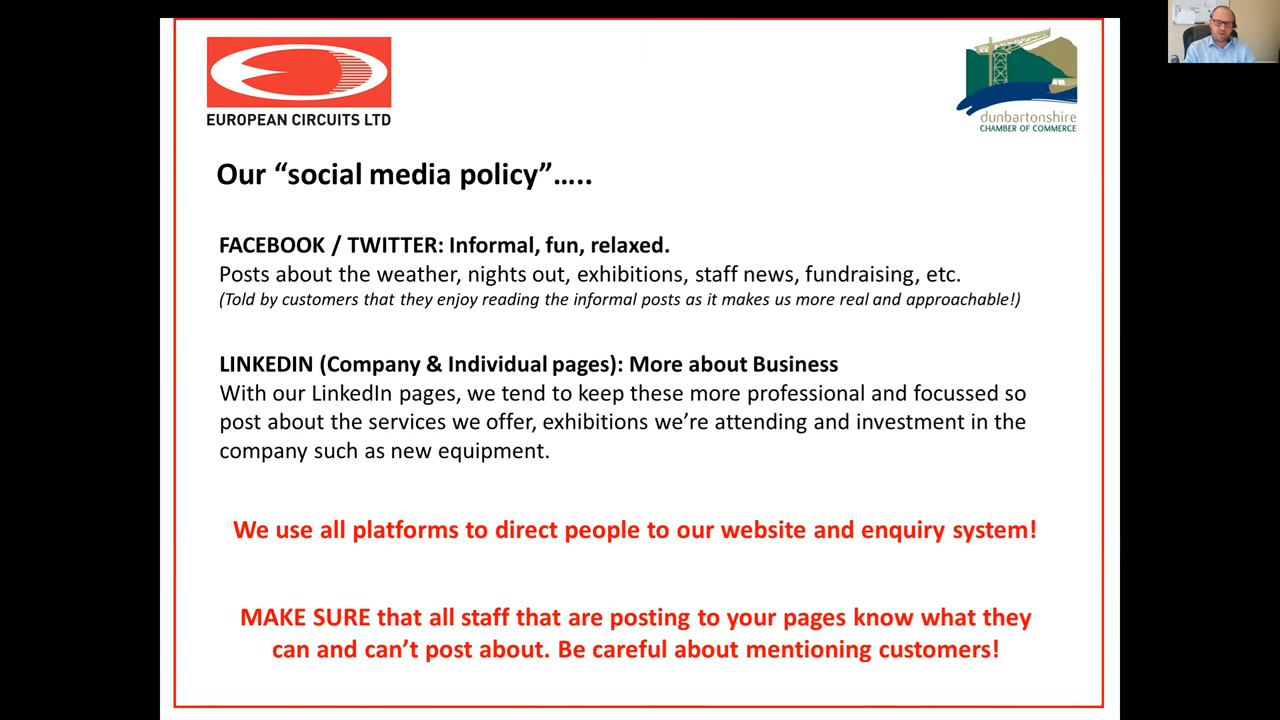 EUROPEAN CIRCUITS LTD
dunbartonshire
CHAMBER OF COMMERCE
Our “social media policy”…..
FACEBOOK / TWITTER: Informal, fun, relaxed.
Posts about the weather, nights out, exhibitions, staff news, fundraising, etc.
(Told by customers that they enjoy reading the informal posts as it makes us more real and approachable!)
LINKEDIN (Company & Individual pages): More about Business
With our LinkedIn pages, we tend to keep these more professional and focussed so
post about the services we offer, exhibitions we’re attending and investment in the
company such as new equipment.
We use all platforms to direct people to our website and enquiry system!
MAKE SURE that all staff that are posting to your pages know what they
can and can’t post about. Be careful about mentioning customers!